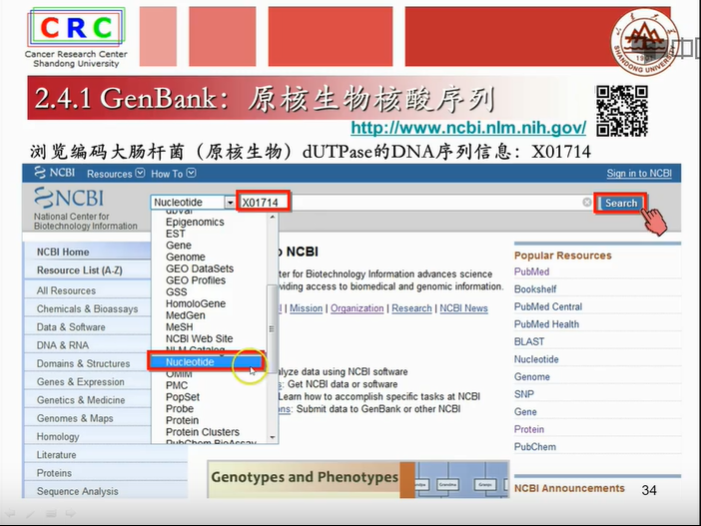 CRC
Cancer Research Center
Shandong University
2.4.1 GenBank：原核生物核酸序列
http://www.ncbi.nlm.nih.gov/
浏览编码大肠杆菌（原核生物）dUTPase的DNA序列信息：X01714
NCBI Resources How To Sign in to NCBI
NCBI
National Center for
Biotechnology Information
Nucleotide X01714 Search
dbVar
Epigenomics
EST
Gene
Genome
GEO DataSets
GEO Profiles
GSS
HomoloGene
MedGen
MeSH
NCBI Web Site
NLM Catalog
Nucleotide
OMIM
PMC
PopSet
Probe
Protein
Protein Clusters
PubChem BioAssay
NCBI Home
Resource List (A-Z)
All Resources
Chemicals & Bioassays
Data & Software
DNA & RNA
Domains & Structures
Genes & Expression
Genetics & Medicine
Genomes & Maps
Homology
Literature
Proteins
Sequence Analysis
NCBI
ter for Biotechnology Information advances science
viding access to biomedical and genomic information.
| Mission | Organization | Research | NCBI News
alyze data using NCBI software
: Get NCBI data or software
Learn how to accomplish specific tasks at NCBI
ons: Submit data to GenBank or other NCBI
Genotypes and Phenotypes
Popular Resources
PubMed
Bookshelf
PubMed Central
PubMed Health
BLAST
Nucleotide
Genome
SNP
Gene
Protein
PubChem
NCBI Announcements
34